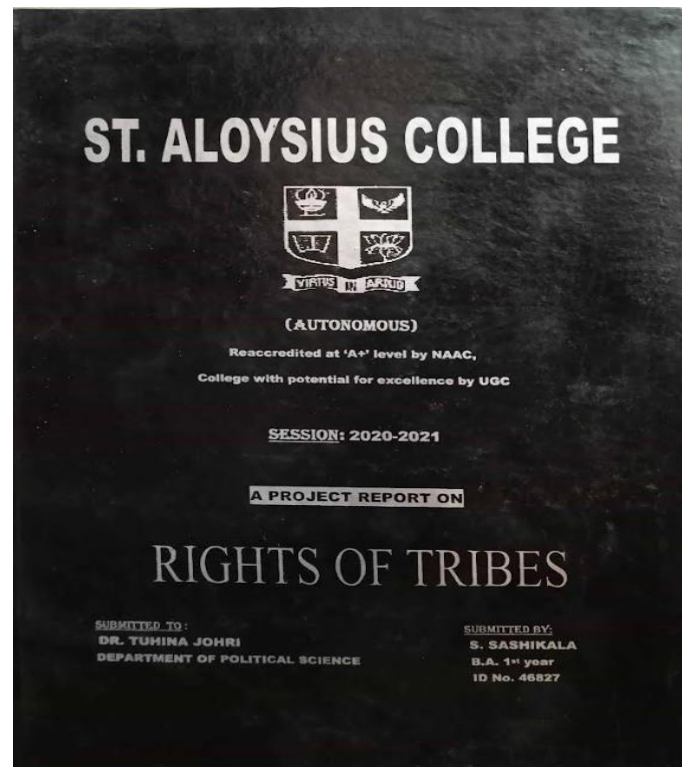 ST. ALOYSIUS COLLEGE
VIRTUS IN ARDUO
(AUTONOMOUS)
Reaccredited at 'A+' level by NAAC,
College with potential for excellence by UGC
SESSION: 2020-2021
A PROJECT REPORT ON
RIGHTS OF TRIBES
SUBMITTED TO:
DR. TUHINA JOHRI
DEPARTMENT OF POLITICAL SCIENCE
SUBMITTED BY:
S. SASHIKALA
B.A. 1st year
ID No. 46827